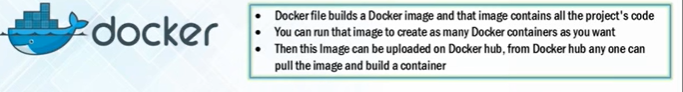 docker
• Docker file builds a Docker image and that image contains all the project's code
• You can run that image to create as many Docker containers as you want
• Then this Image can be uploaded on Docker hub, from Docker hub any one can
pull the image and build a container